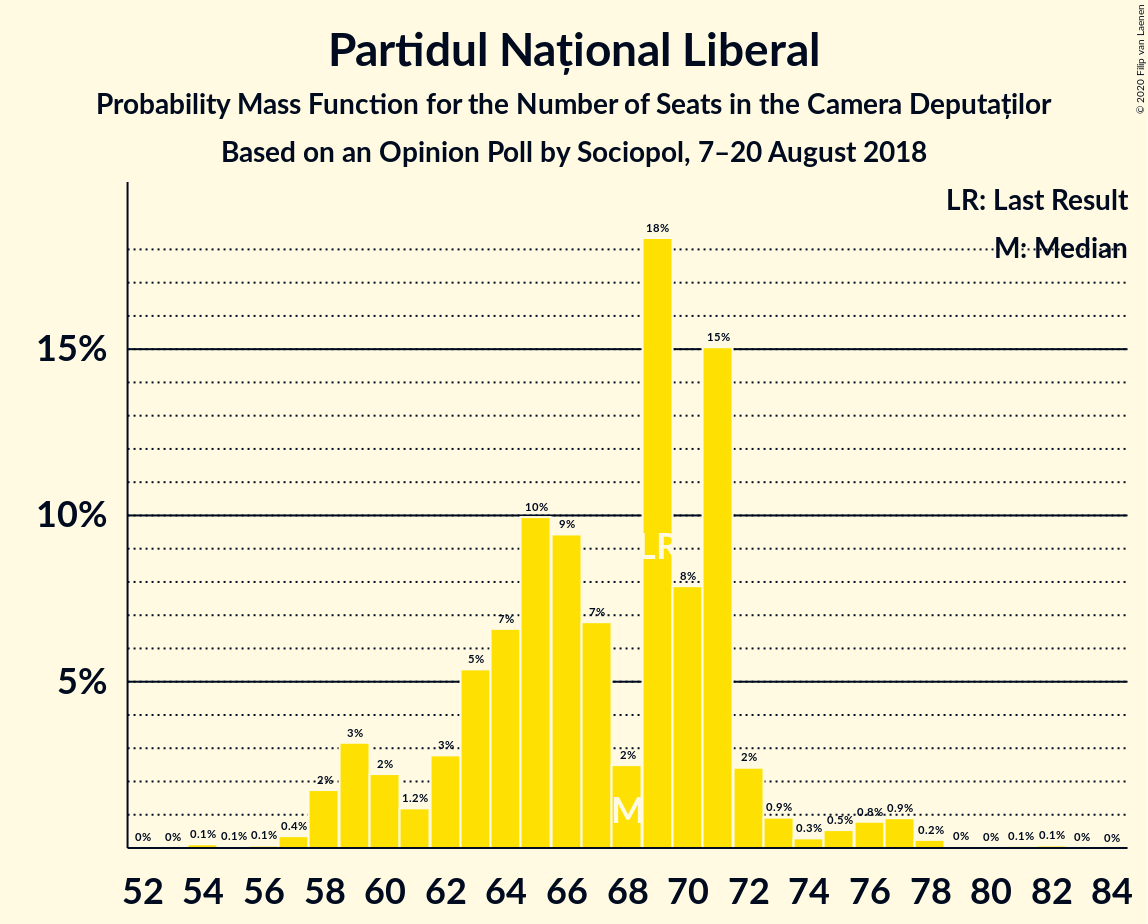 Partidul Național Liberal
Probability Mass Function for the Number of Seats in the Camera Deputaților
Based on an Opinion Poll by Sociopol, 7–20 August 2018
© 2020 Filip van Laenen
LR: Last Result
M: Median
15%
10%
5%
0% 0% 0.1% 0.1% 0.1% 0.4% 2% 3% 2% 1.2% 3% 5% 7% 10% 9% 7% 2% 18% 8% 15% 2% 0.9% 0.3% 0.5% 0.8% 0.9% 0.2% 0% 0% 0.1% 0.1% 0% 0%
LR
M
52 54 56 58 60 62 64 66 68 70 72 74 76 78 80 82 84